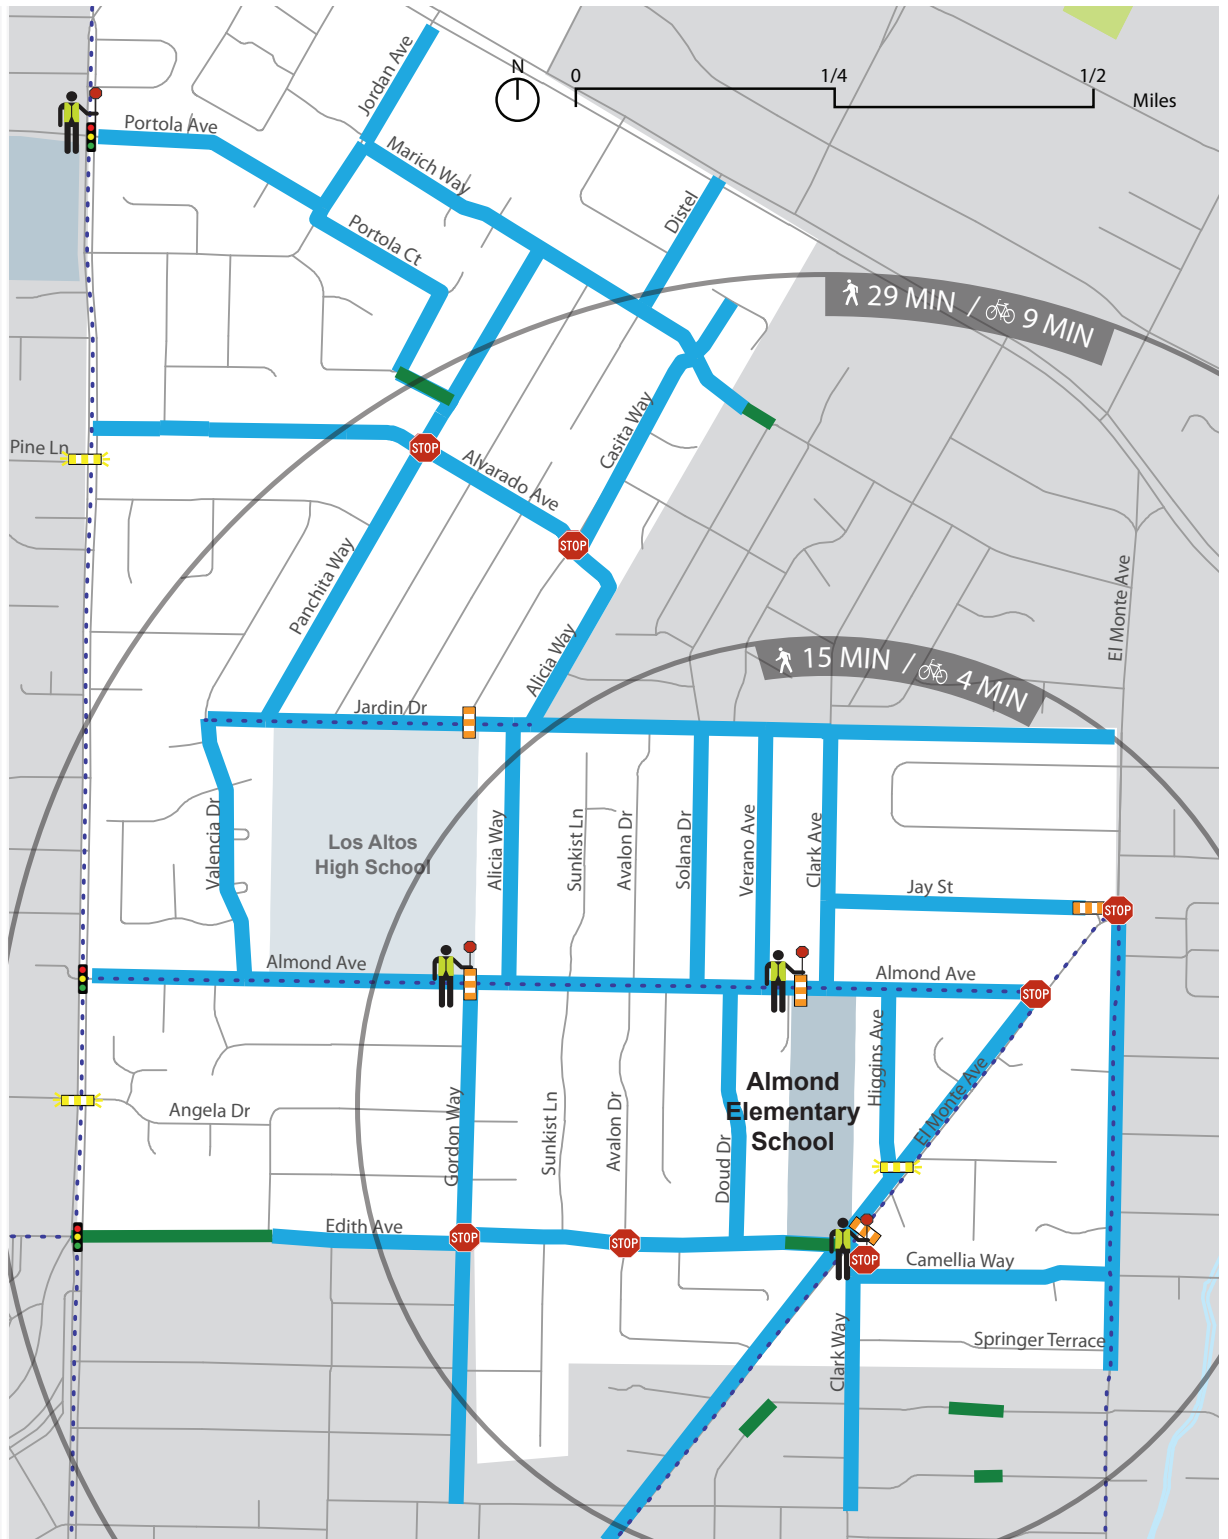 N
0
1/4
1/2
Miles
Jordan Ave
Portola Ave
Marich Way
Distel
Portola Ct
29 MIN / 9 MIN
Pine Ln
STOP
Casita Way
Alvarado Ave
STOP
Panchita Way
El Monte Ave
Alicia Way
15 MIN / 4 MIN
Jardin Dr
Valencia Dr
Los Altos
High School
Alicia Way
Sunkist Ln
Avalon Dr
Solana Dr
Verano Ave
Clark Ave
Jay St
STOP
Almond Ave
Almond Ave
STOP
Higgins Ave
El Monte Ave
Almond
Elementary
School
Angela Dr
Gordon Way
Sunkist Ln
Avalon Dr
Doud Dr
Edith Ave
STOP
STOP
STOP
Camellia Way
Clark Way
Springer Terrace